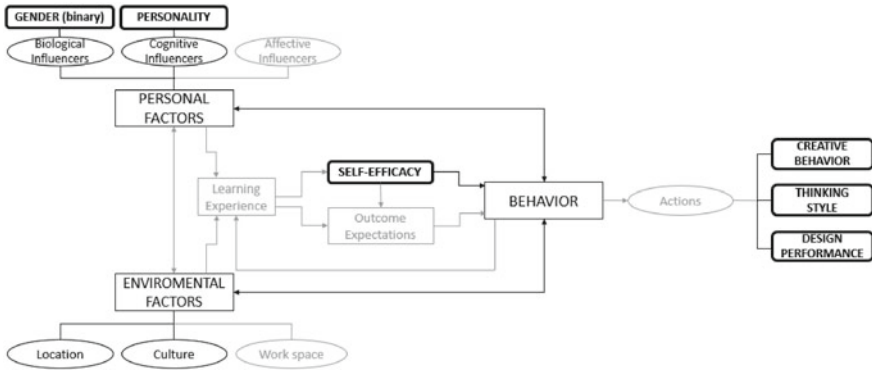 GENDER (binary)
PERSONALITY
Biological
Influencers
Cognitive
Influencers
Affective
Influencers
PERSONAL
FACTORS
Learning
Experience
SELF-EFFICACY
Outcome
Expectations
BEHAVIOR
Actions
CREATIVE
BEHAVIOR
THINKING
STYLE
DESIGN
PERFORMANCE
ENVIROMENTAL
FACTORS
Location
Culture
Work space